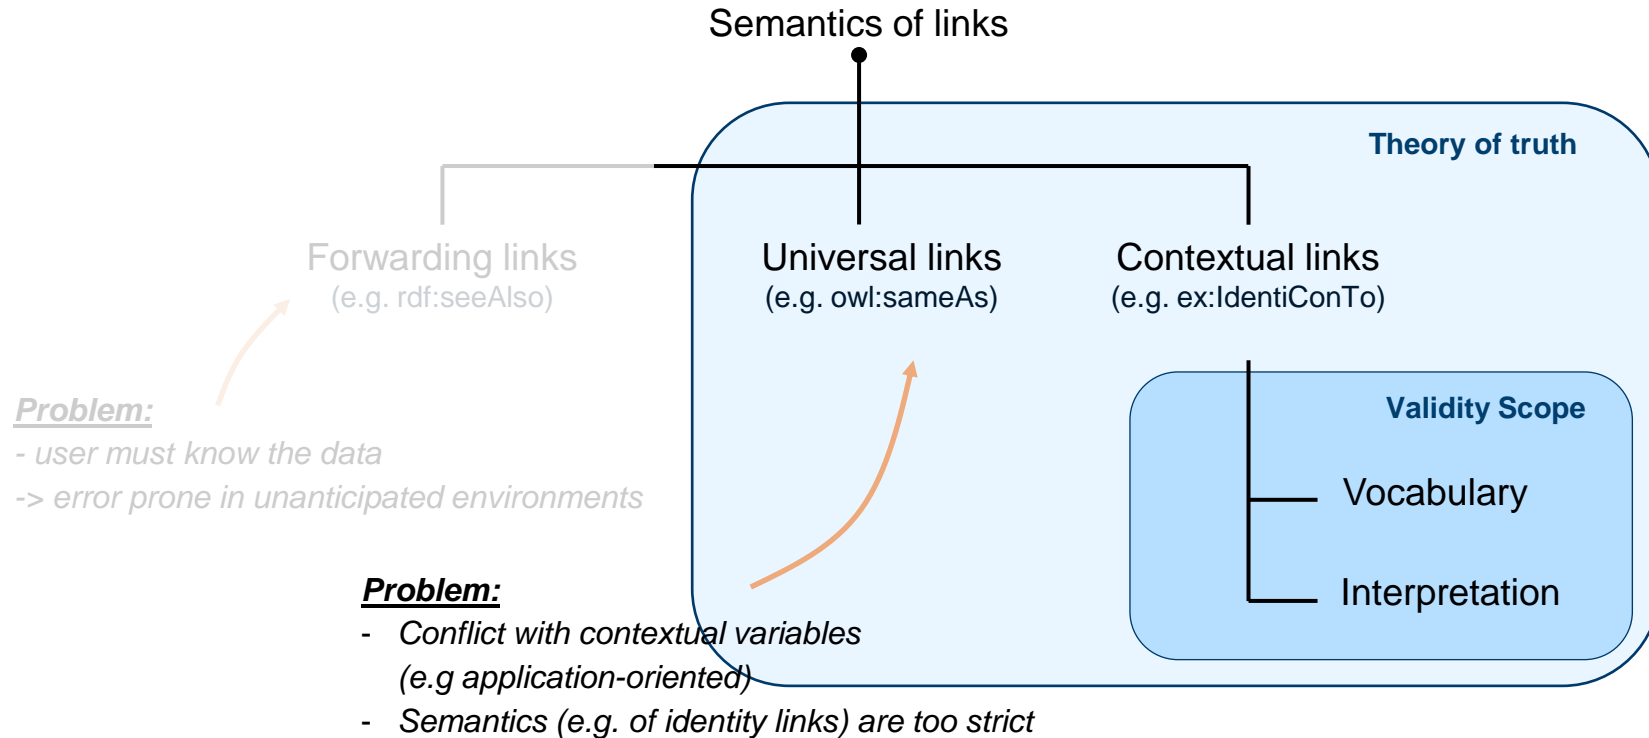 Semantics of links
Theory of truth
Forwarding links
(e.g. rdf:seeAlso)
Universal links
(e.g. owl:sameAs)
Contextual links
(e.g. ex:IdentiConTo)
Problem:
- user must know the data
-> error prone in unanticipated environments
Validity Scope
Vocabulary
Interpretation
Problem:
- Conflict with contextual variables
(e.g application-oriented)
- Semantics (e.g. of identity links) are too strict